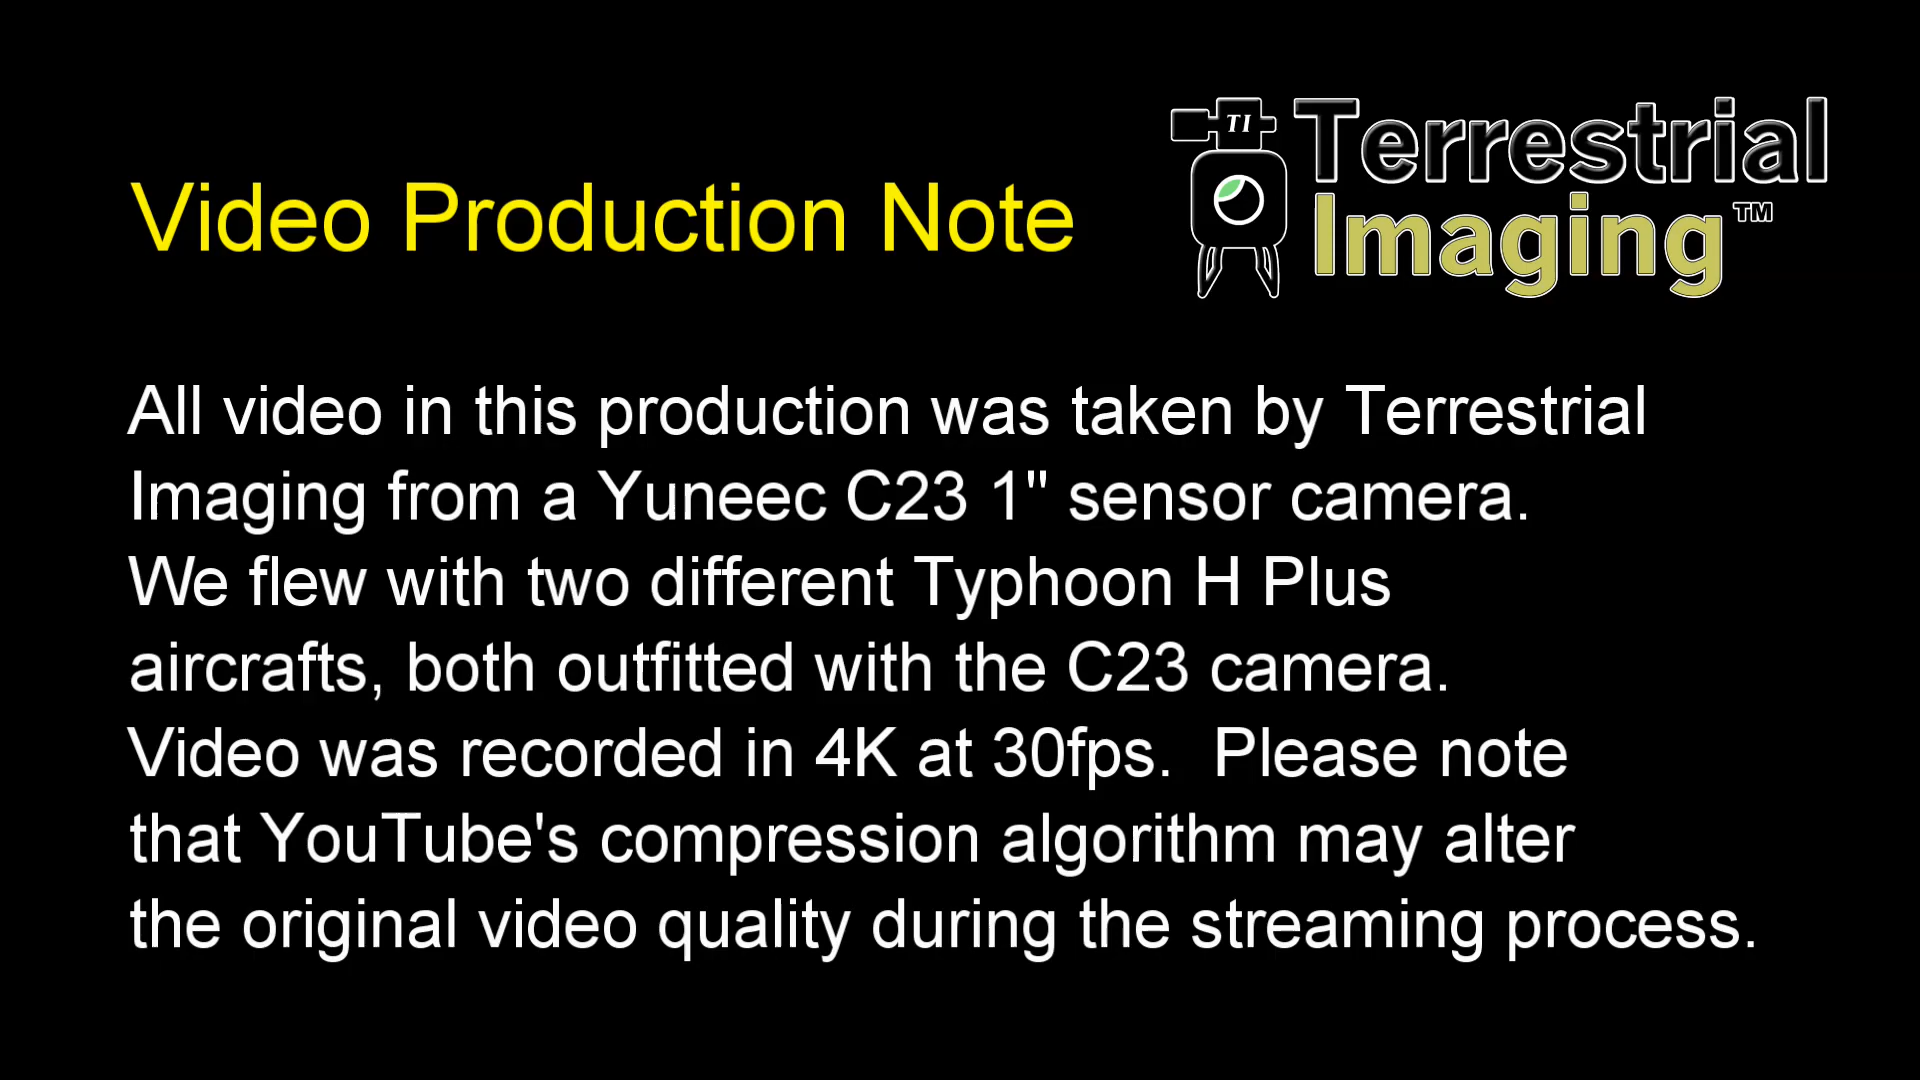 TI
Terrestrial
Imaging™
Video Production Note
All video in this production was taken by Terrestrial
Imaging from a Yuneec C23 1" sensor camera.
We flew with two different Typhoon H Plus
aircrafts, both outfitted with the C23 camera.
Video was recorded in 4K at 30fps.  Please note
that YouTube's compression algorithm may alter
the original video quality during the streaming process.